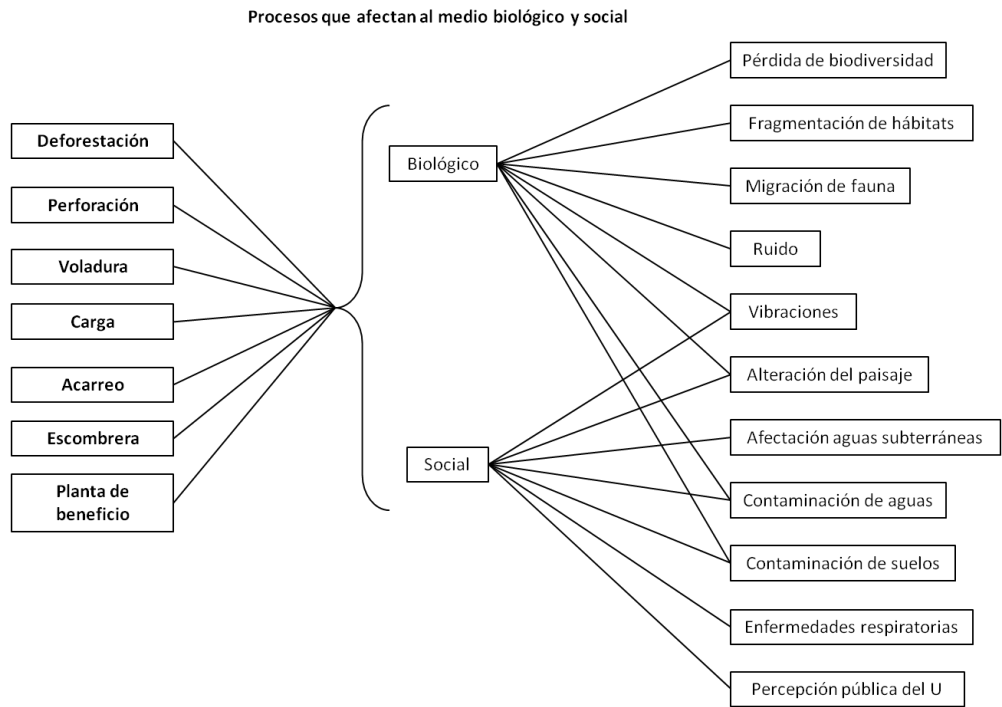 Procesos que afectan al medio biológico y social
Deforestación
Perforación
Voladura
Carga
Acarreo
Escombrera
Planta de
beneficio
Biológico
Social
Pérdida de biodiversidad
Fragmentación de hábitats
Migración de fauna
Ruido
Vibraciones
Alteración del paisaje
Afectación aguas subterráneas
Contaminación de aguas
Contaminación de suelos
Enfermedades respiratorias
Percepción pública del U